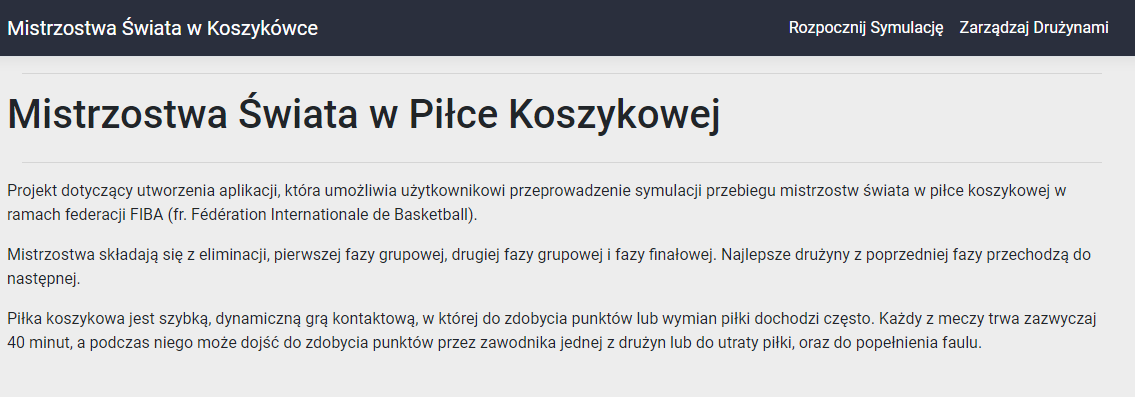 Mistrzostwa Świata w Koszykówce
Rozpocznij Symulację
Zarządzaj Drużynami
Mistrzostwa Świata w Piłce Koszykowej
Projekt dotyczący utworzenia aplikacji, która umożliwia użytkownikowi przeprowadzenie symulacji przebiegu mistrzostw świata w piłce koszykowej w
ramach federacji FIBA (fr. Fédération Internationale de Basketball).
Mistrzostwa składają się z eliminacji, pierwszej fazy grupowej, drugiej fazy grupowej i fazy finałowej. Najlepsze drużyny z poprzedniej fazy przechodzą do
następnej.
Piłka koszykowa jest szybką, dynamiczną grą kontaktową, w której do zdobycia punktów lub wymian piłki dochodzi często. Każdy z meczy trwa zazwyczaj
40 minut, a podczas niego może dojść do zdobycia punktów przez zawodnika jednej z drużyn lub do utraty piłki, oraz do popełnienia faulu.